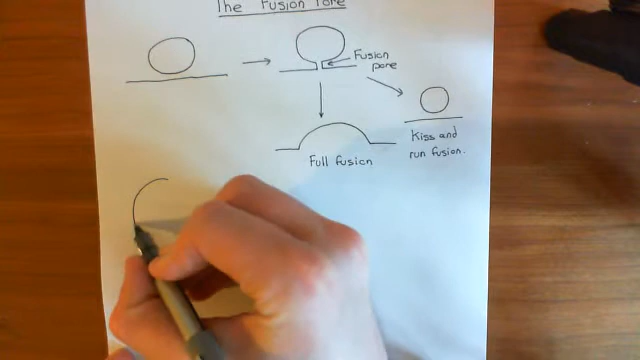 The Fusion Pore
Fusion
pore
Kiss and
run fusion.
Full fusion